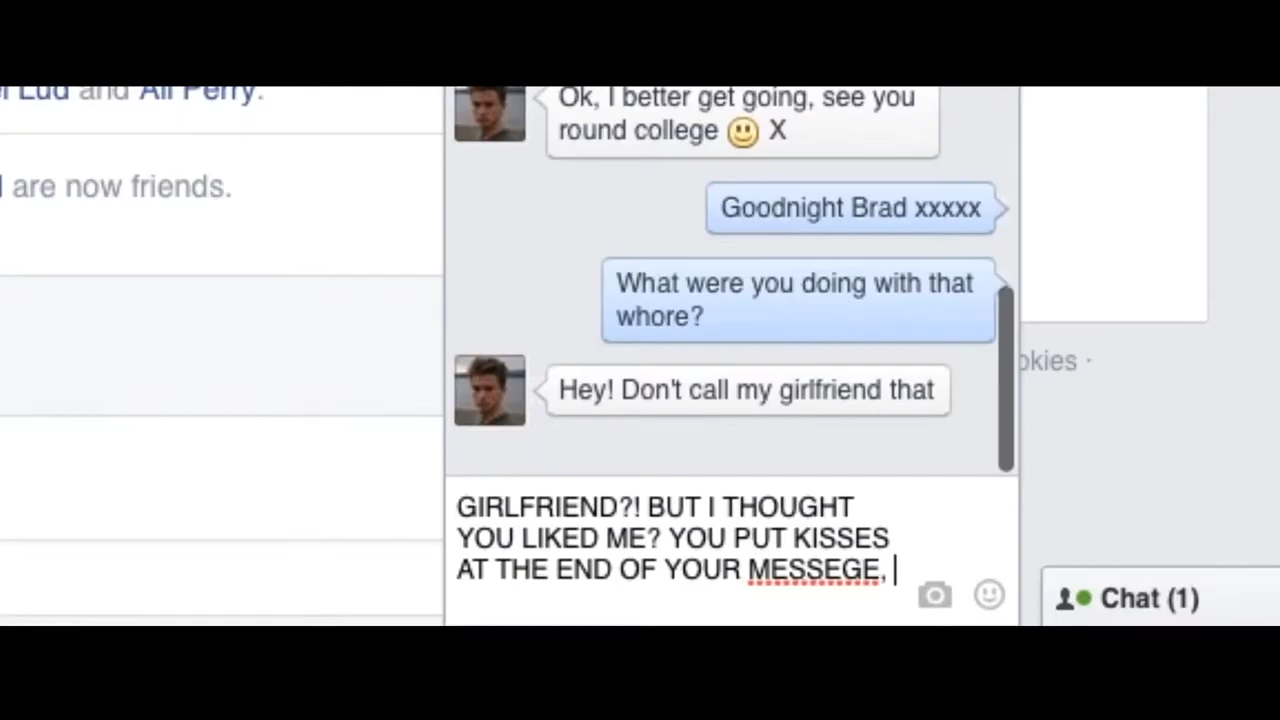 el Lud and Ali Perry.
are now friends.
Ok, I better get going, see you
round college 🙂 X
Goodnight Brad xxxxx
What were you doing with that
whore?
Hey! Don't call my girlfriend that
GIRLFRIEND?! BUT I THOUGHT
YOU LIKED ME? YOU PUT KISSES
AT THE END OF YOUR MESSEGE,
okies ·
Chat (1)